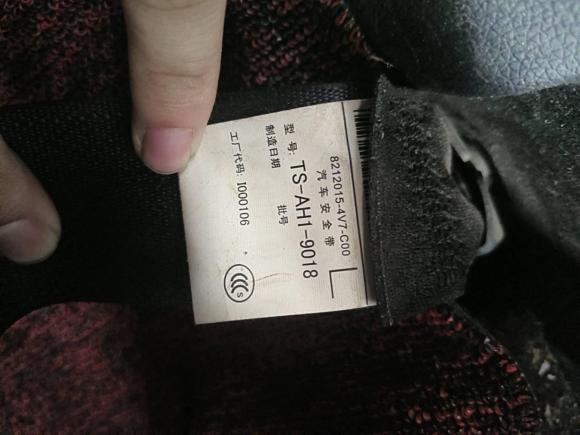 8212015-4V7-C00
汽车安全带
L
型 号: TS-AH1-9018
制造日期 批号
工厂代码: I000106
CCC S